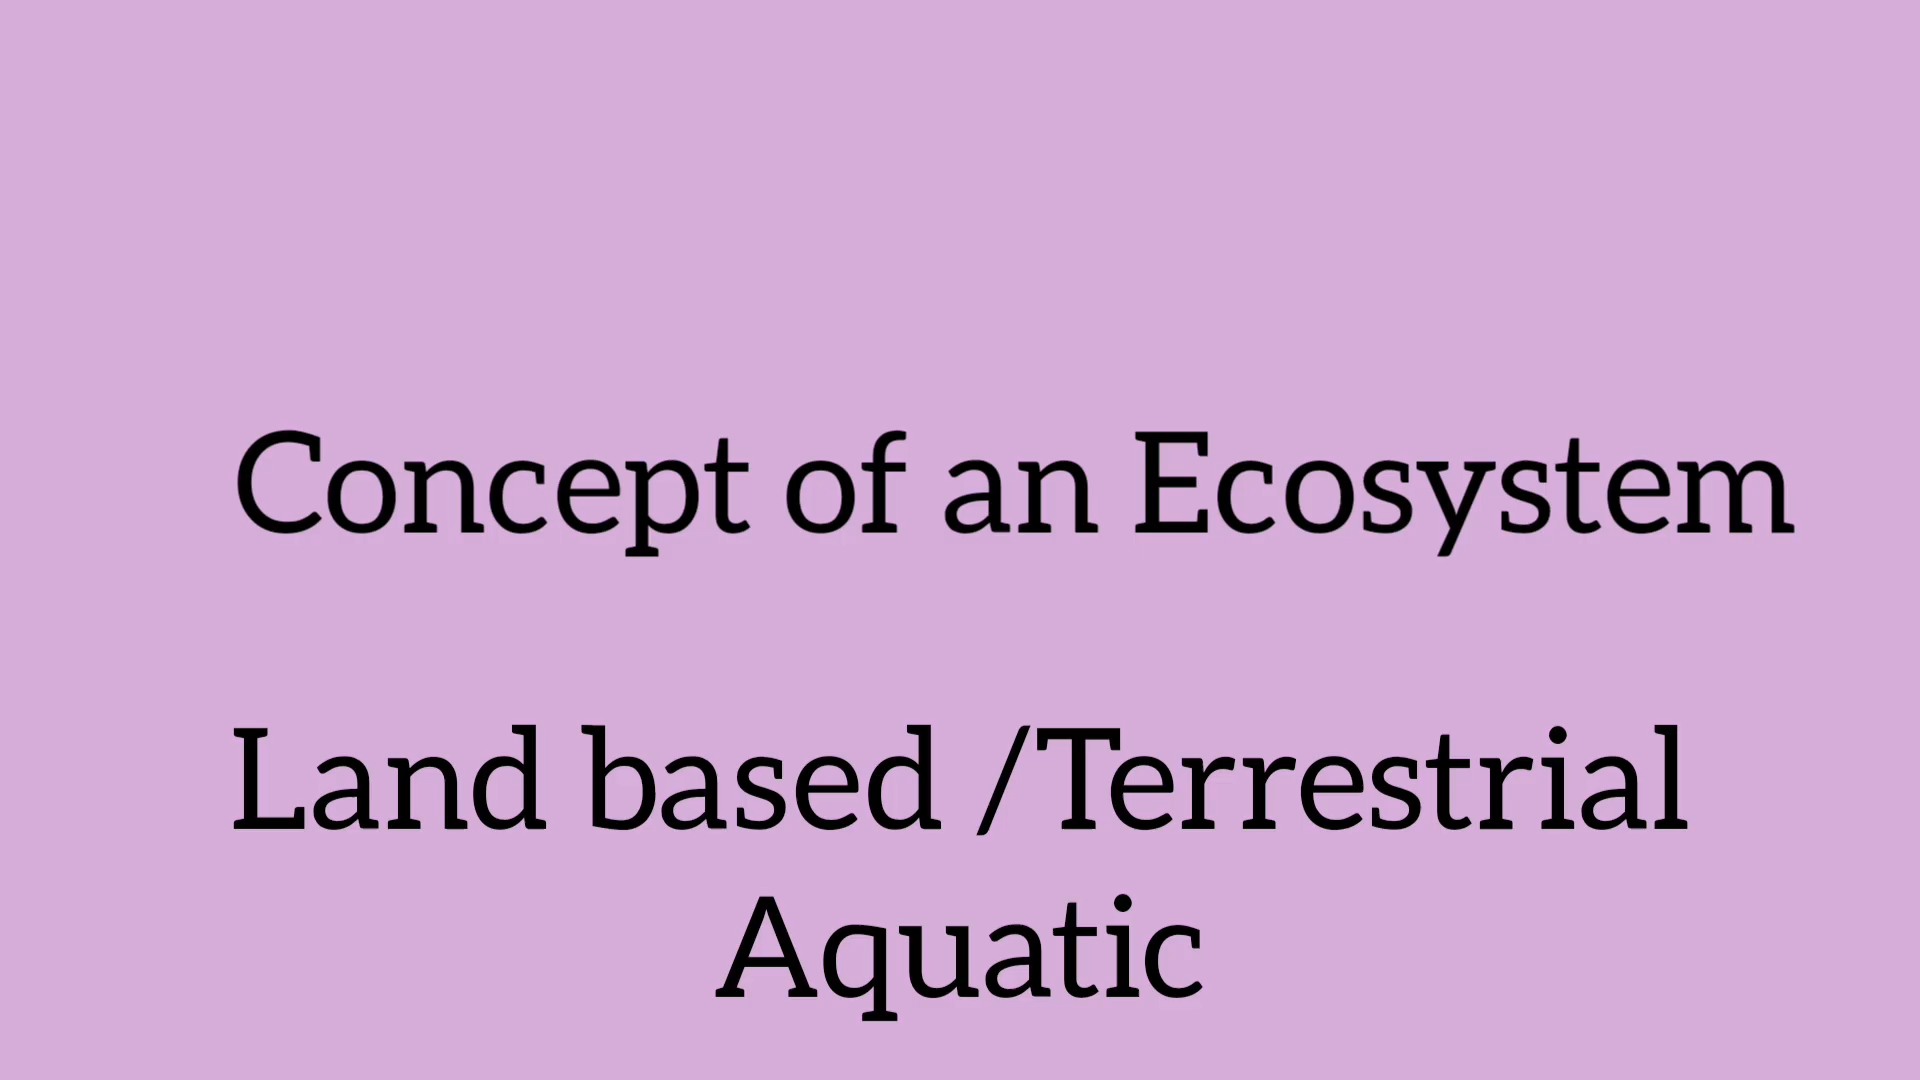 Concept of an Ecosystem
Land based /Terrestrial
Aquatic